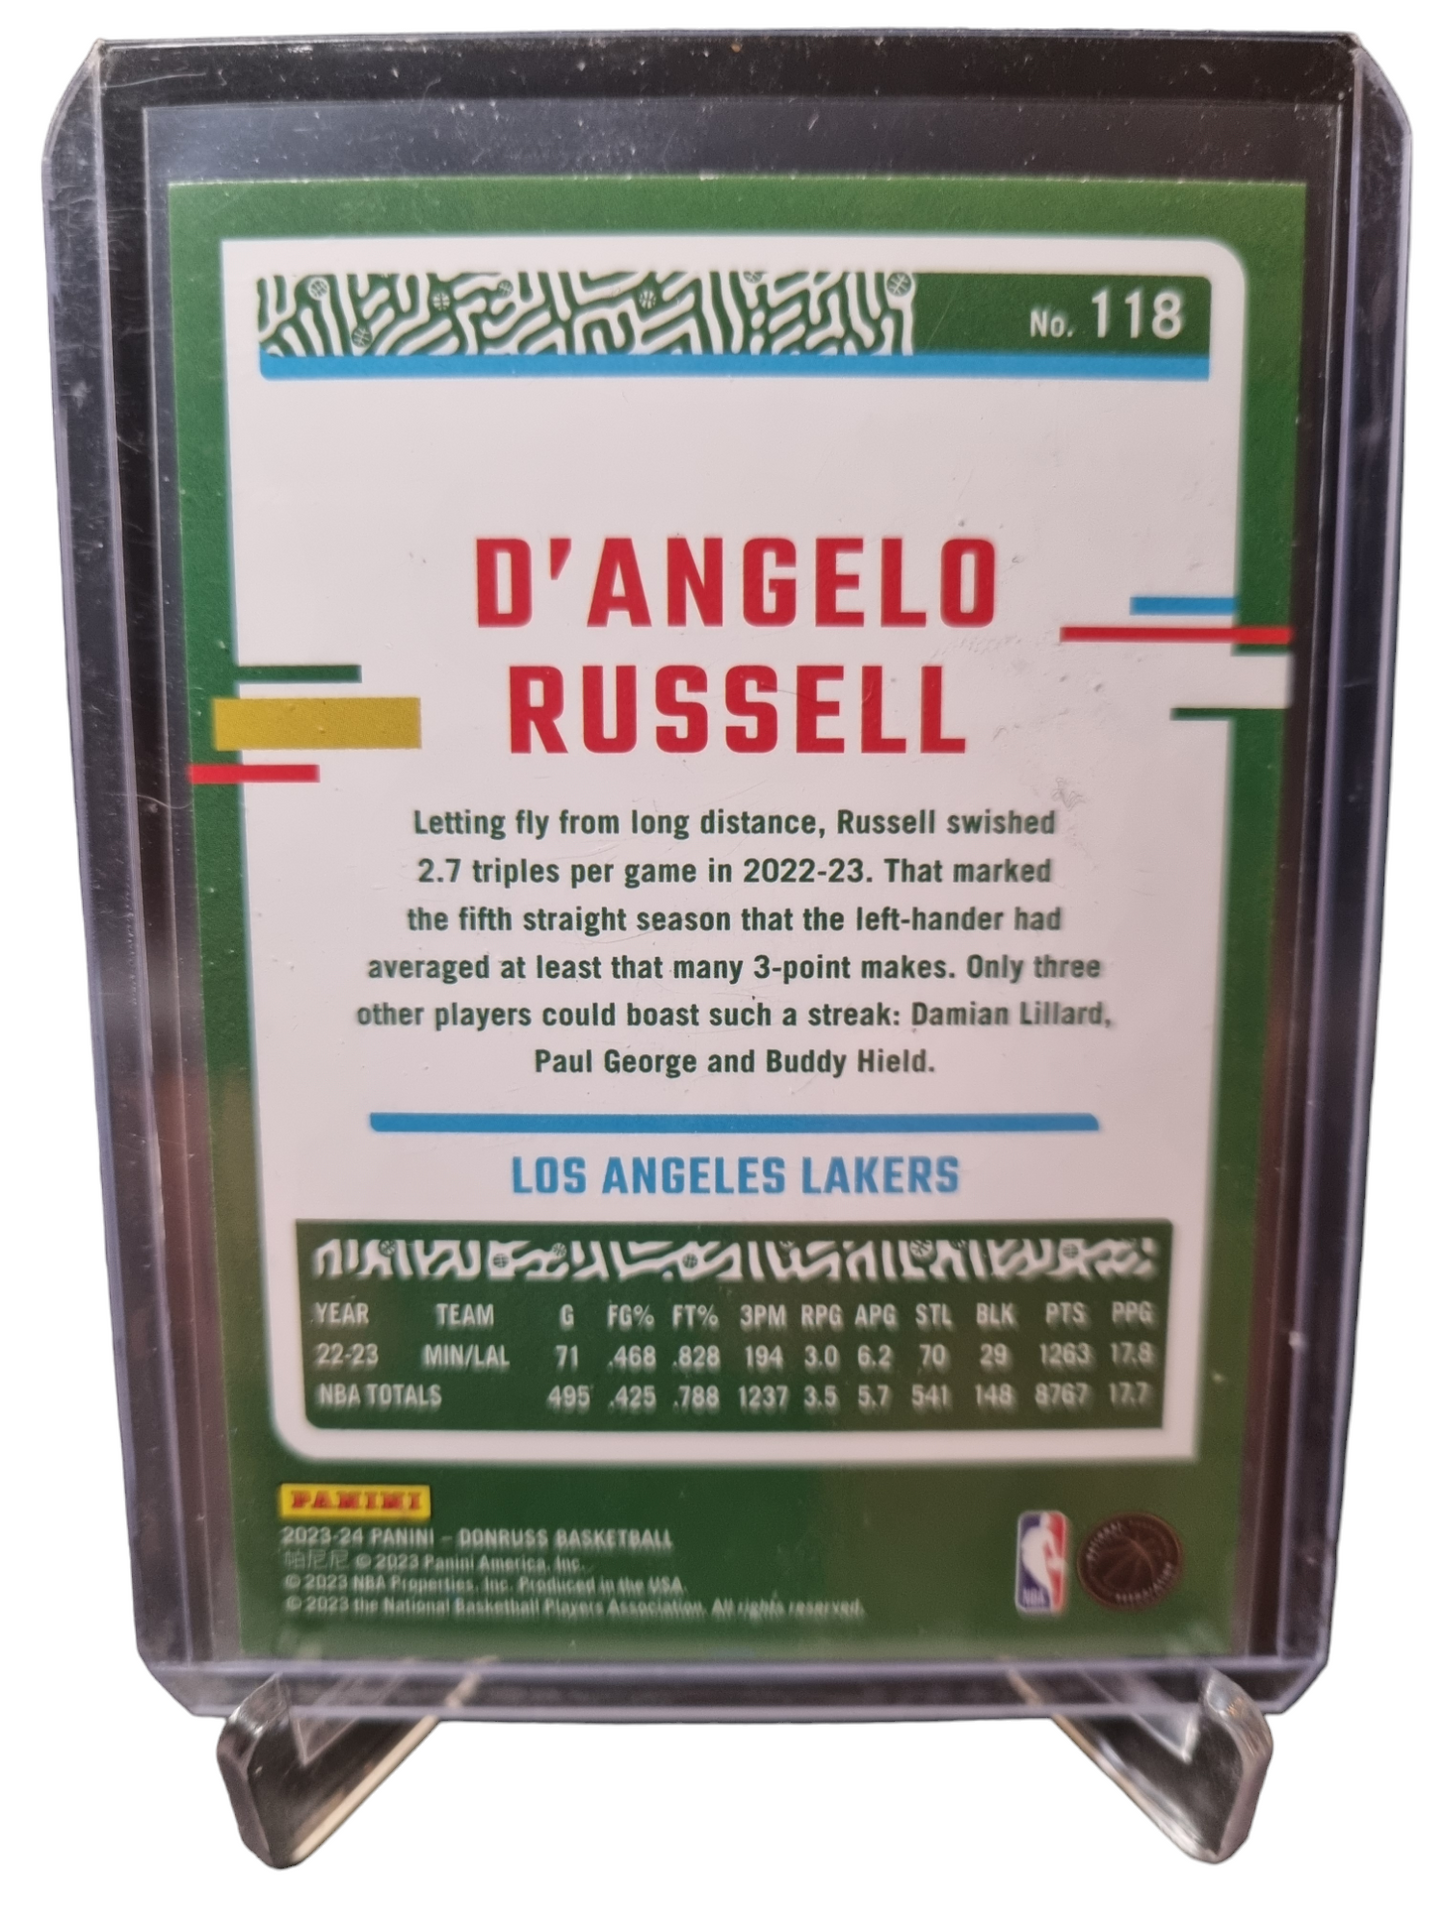 No. 118
D'ANGELO
RUSSELL
Letting fly from long distance, Russell swished
2.7 triples per game in 2022-23. That marked
the fifth straight season that the left-hander had
averaged at least that many 3-point makes. Only three
other players could boast such a streak: Damian Lillard,
Paul George and Buddy Hield.
LOS ANGELES LAKERS
YEAR TEAM G FG% FT% 3PM RPG APG STL BLK PTS PPG
22-23 MIN/LAL 71 .468 .828 194 3.0 6.2 70 29 1263 17.8
NBA TOTALS 495 .425 .788 1237 3.5 5.7 541 148 8767 17.7
PANINI
2023-24 PANINI – DONRUSS BASKETBALL
帕尼尼 © 2023 Panini America, Inc.
© 2023 NBA Properties, Inc. Produced in the USA.
© 2023 the National Basketball Players Association. All rights reserved.
NBA